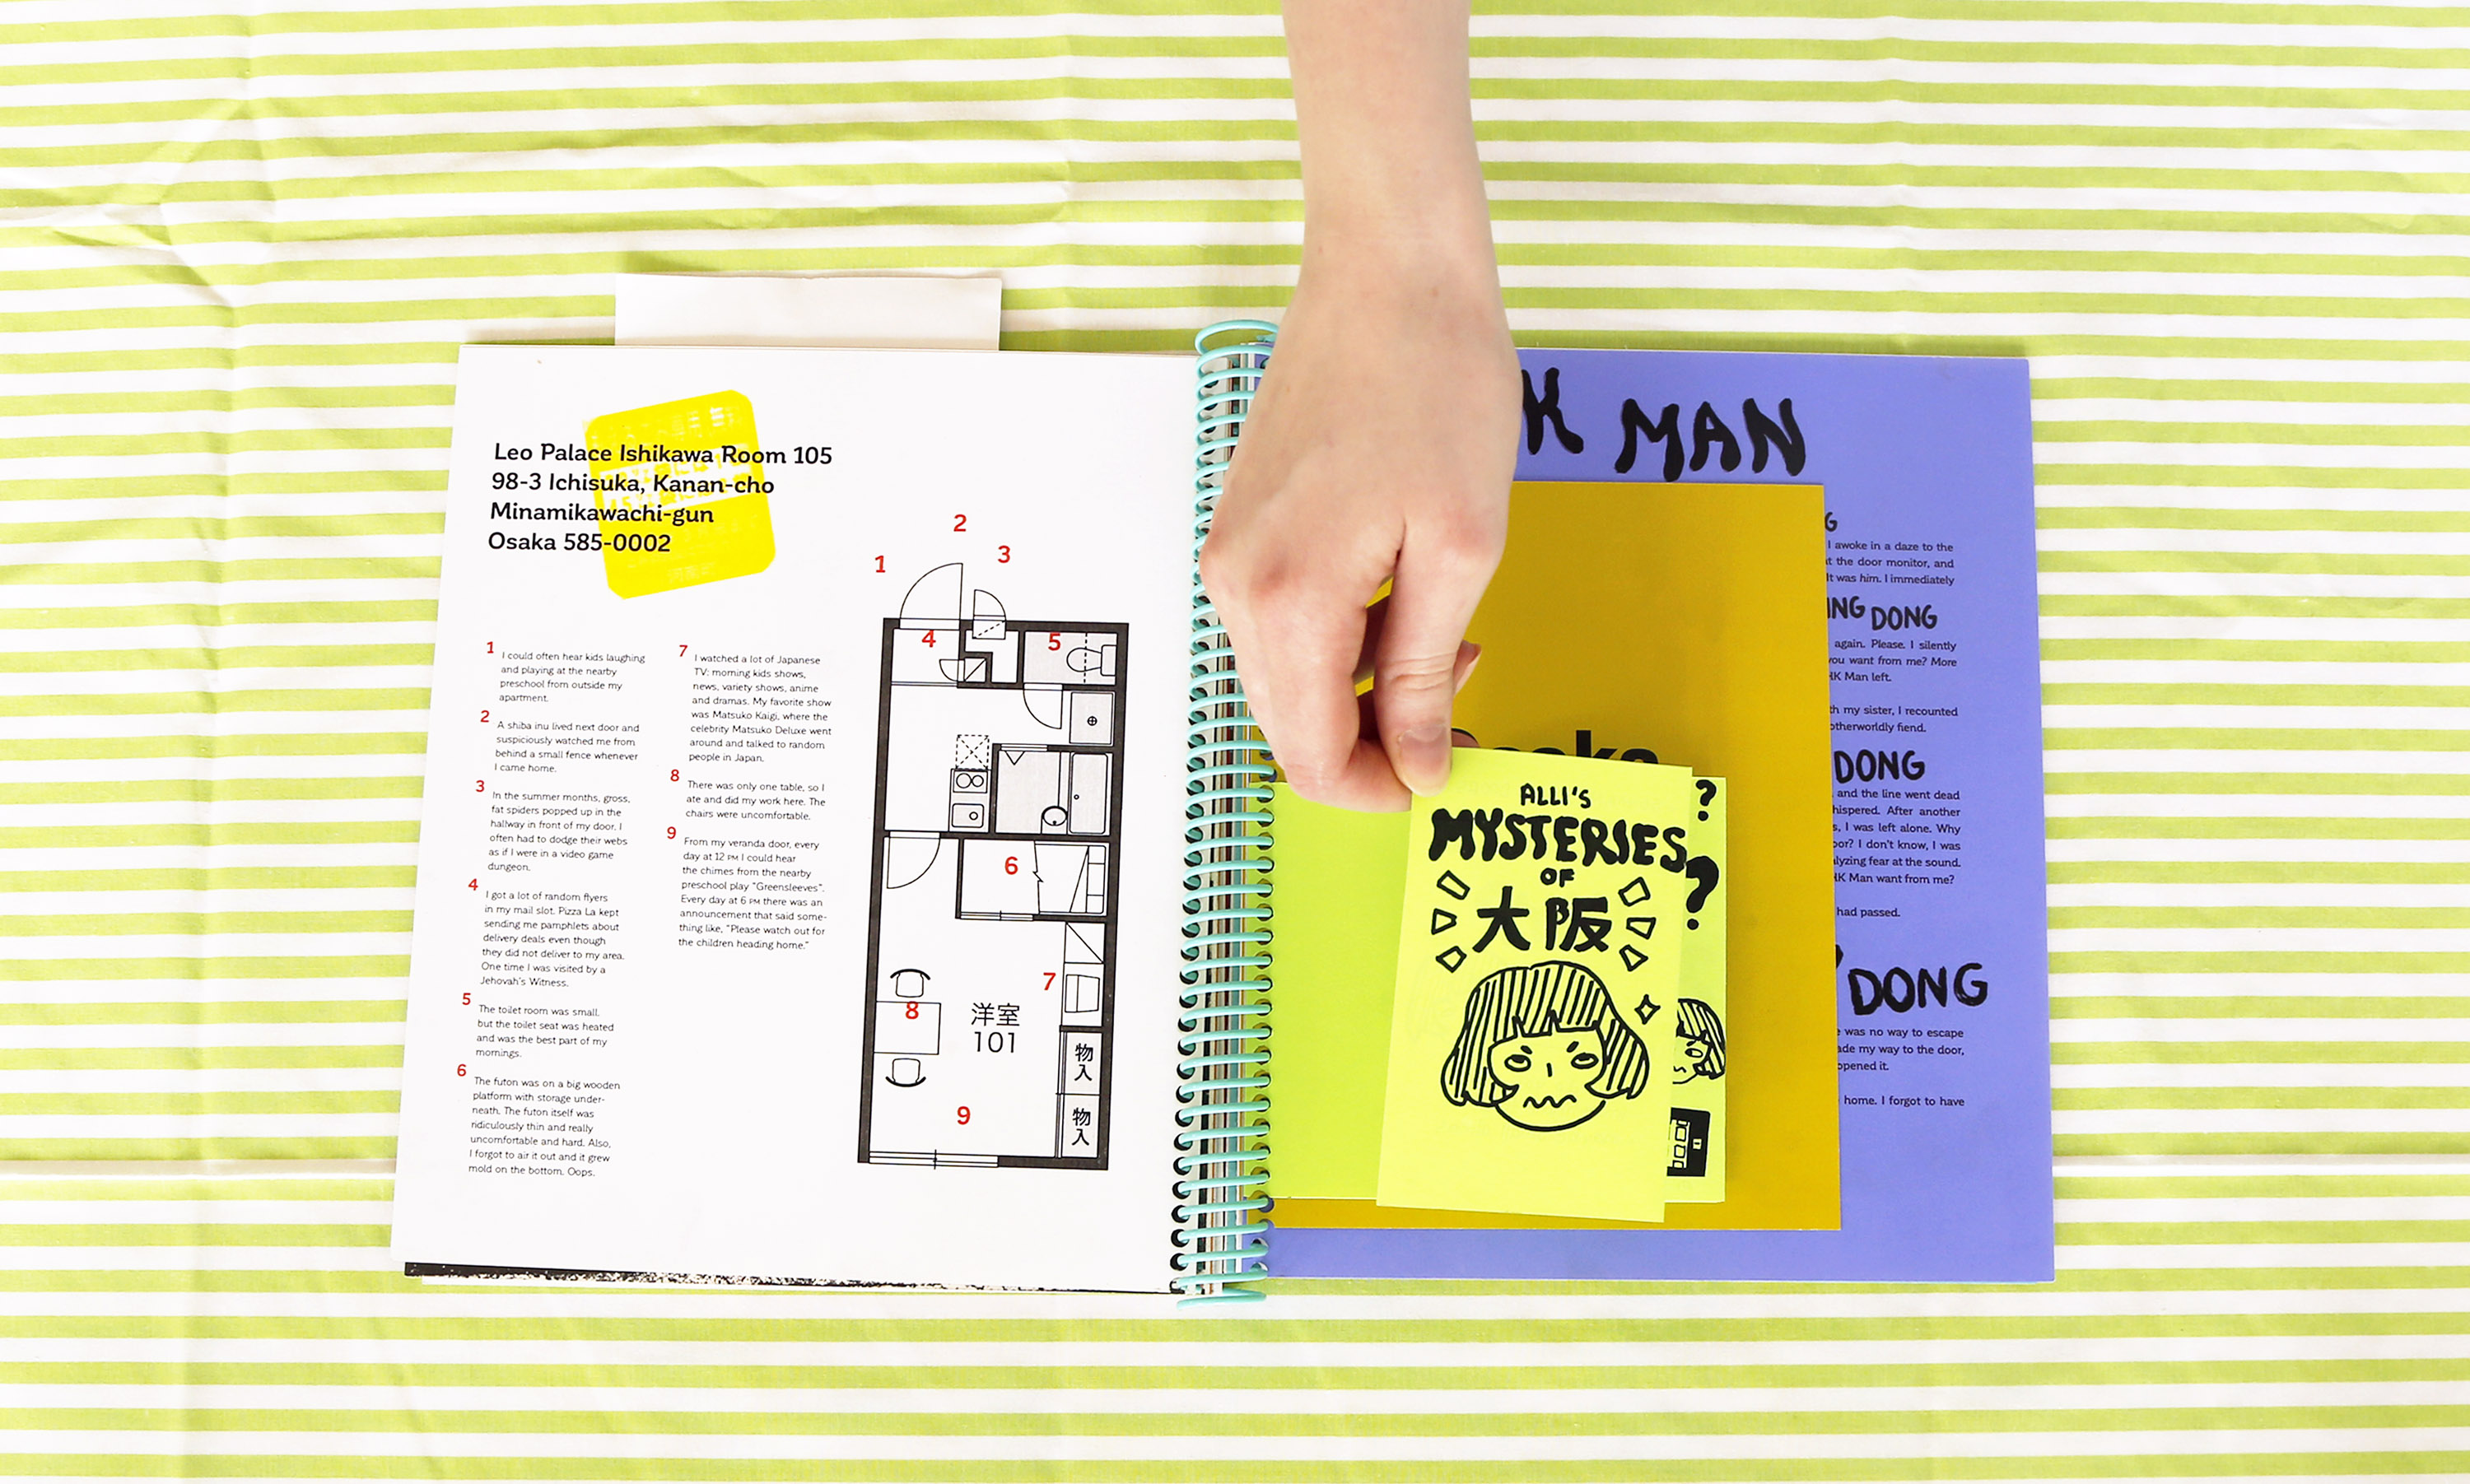 Leo Palace Ishikawa Room 105
98-3 Ichisuka, Kanan-cho
Minamikawachi-gun
Osaka 585-0002
1
I could often hear kids laughing
and playing at the nearby
preschool from outside my
apartment.
2
A shiba inu lived next door and
suspiciously watched me from
behind a small fence whenever
I came home.
3
In the summer months, gross,
fat spiders popped up in the
hallway in front of my door. I
often had to dodge their webs
as if I were in a video game
dungeon.
4
I got a lot of random flyers
in my mail slot. Pizza La kept
sending me pamphlets about
delivery deals even though
they did not deliver to my area.
One time I was visited by a
Jehovah's Witness.
5
The toilet room was small,
but the toilet seat was heated
and was the best part of my
mornings.
6
The futon was on a big wooden
platform with storage under-
neath. The futon itself was
ridiculously thin and really
uncomfortable and hard. Also,
I forgot to air it out and it grew
mold on the bottom. Oops.
7
I watched a lot of Japanese
TV: morning kids shows,
news, variety shows, anime
and dramas. My favorite show
was Matsuko Kaigi, where the
celebrity Matsuko Deluxe went
around and talked to random
people in Japan.
8
There was only one table, so I
ate and did my work here. The
chairs were uncomfortable.
9
From my veranda door, every
day at 12 PM I could hear
the chimes from the nearby
preschool play "Greensleeves".
Every day at 6 PM there was an
announcement that said some-
thing like, "Please watch out for
the children heading home."
1
2
3
4
5
6
7
8
9
洋室
101
物入
物入
K MAN
G
I awoke in a daze to the
at the door monitor, and
It was him. I immediately
ING DONG
again. Please. I silently
you want from me? More
HK Man left.
th my sister, I recounted
otherworldly fiend.
DONG
and the line went dead
hispered. After another
s, I was left alone. Why
oor? I don't know, I was
alyzing fear at the sound.
HK Man want from me?
had passed.
DONG
e was no way to escape
ade my way to the door,
opened it.
home. I forgot to have
ALLI'S
MYSTERIES
OF
大阪
?
?